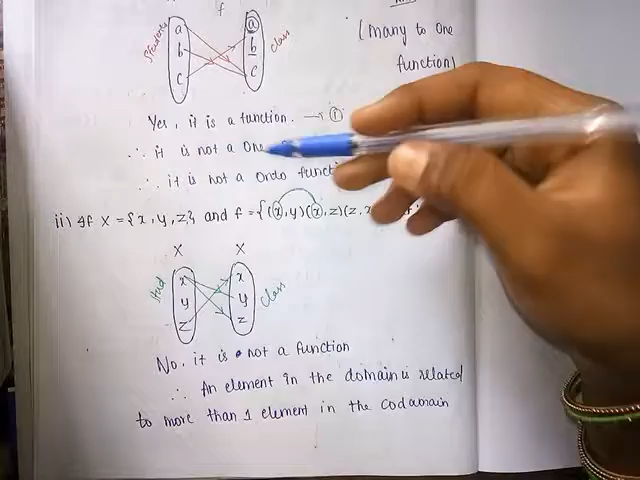 f
a
b
c
a
b
c
Students
class
(many to one
function)
Yes, it is a function. → ①
∴ it is not a one
∴ it is not a onto functi
ii) If X = {x, y, z} and f = {(x, y)(x, z)(z, x
X X
x
y
z
x
y
z
stud
class
No, it is not a function
∴ An element in the domain is related
to more than 1 element in the codomain